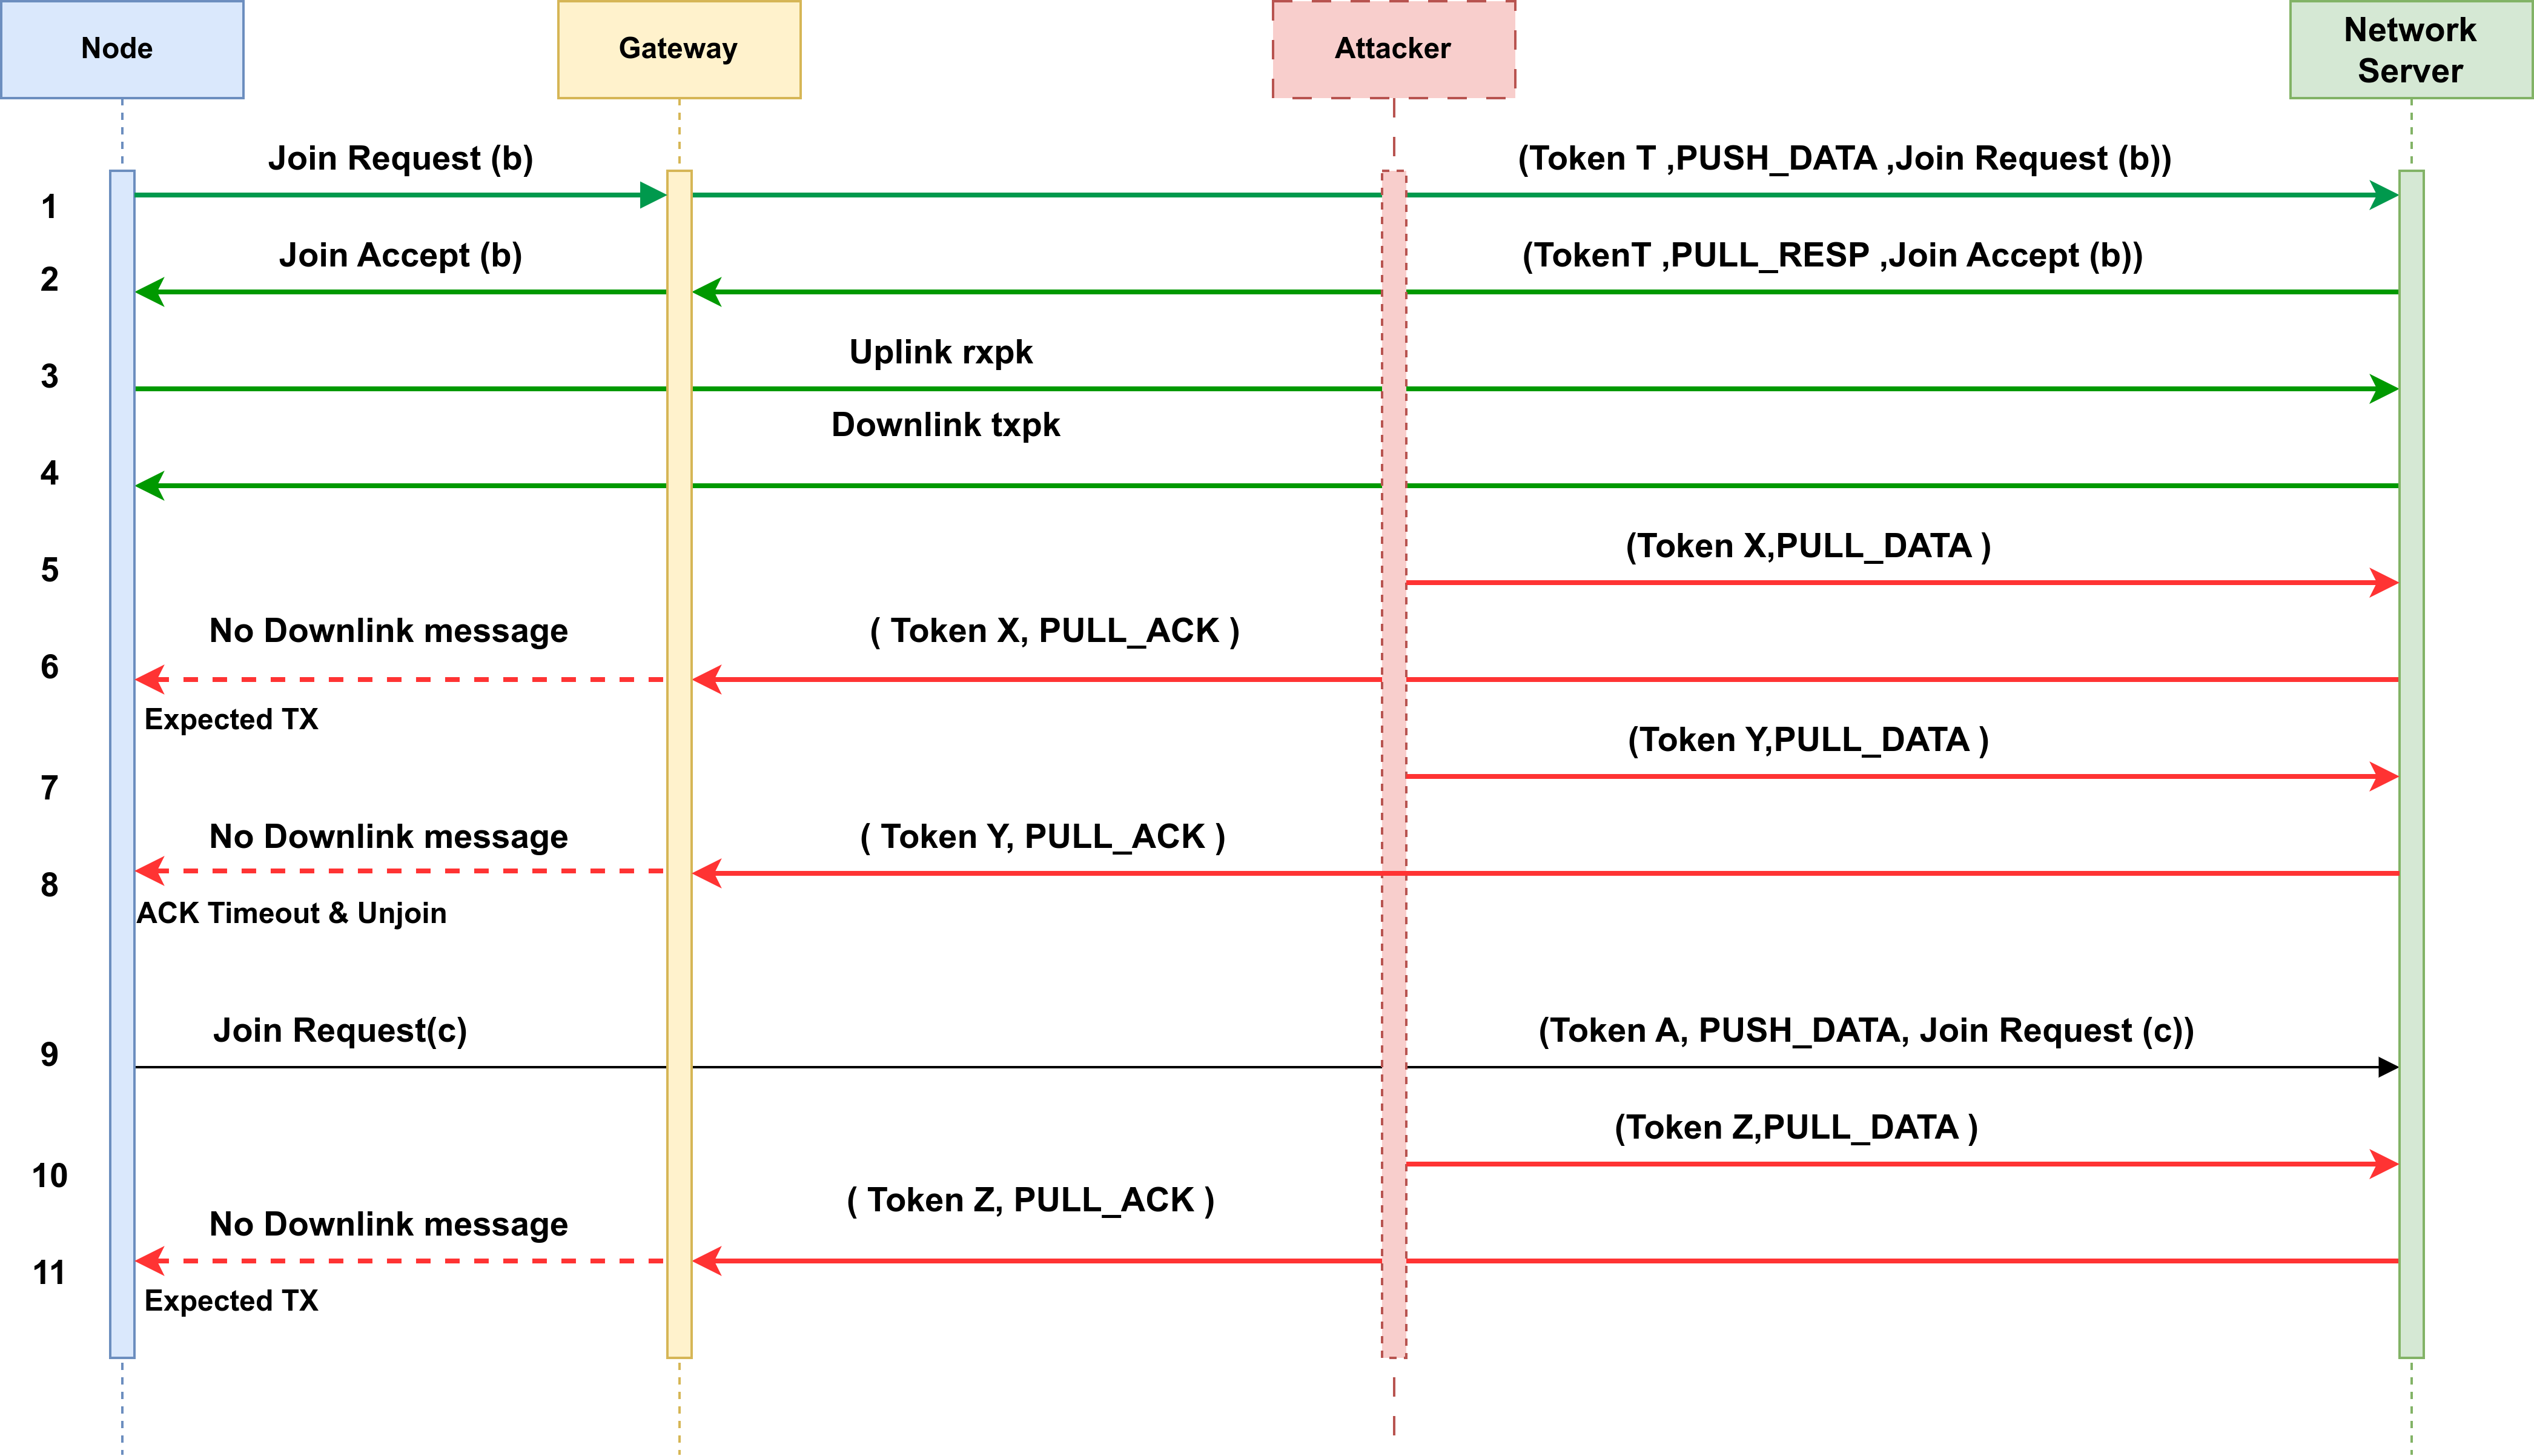 Node
Gateway
Attacker
Network
Server
Join Request (b)
(Token T ,PUSH_DATA ,Join Request (b))
1
Join Accept (b)
(TokenT ,PULL_RESP ,Join Accept (b))
2
Uplink rxpk
3
Downlink txpk
4
(Token X,PULL_DATA )
5
No Downlink message
( Token X, PULL_ACK )
6
Expected TX
(Token Y,PULL_DATA )
7
No Downlink message
( Token Y, PULL_ACK )
8
ACK Timeout & Unjoin
Join Request(c)
(Token A, PUSH_DATA, Join Request (c))
9
(Token Z,PULL_DATA )
10
( Token Z, PULL_ACK )
No Downlink message
11
Expected TX